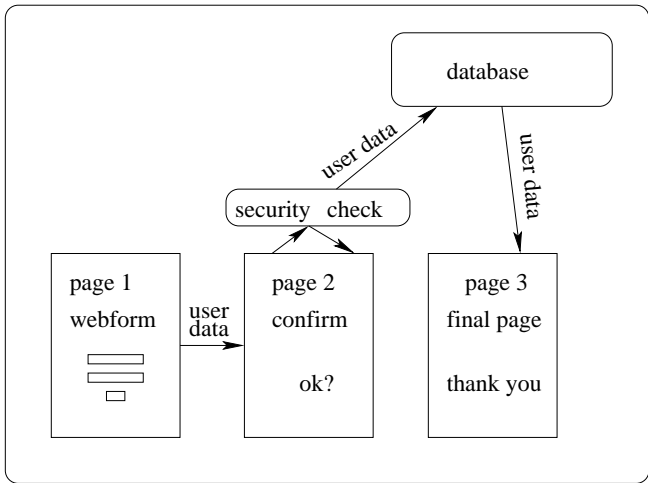 database
user data
user data
security check
page 1
webform
user
data
page 2
confirm
ok?
page 3
final page
thank you